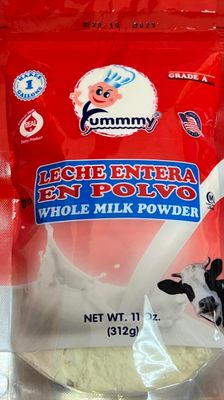 GRADE A
MAKES
1
GALLON
REAL
Dairy Product
Yummmy
LECHE ENTERA
EN POLVO
WHOLE MILK POWDER
NET WT. 11 Oz.
(312g)